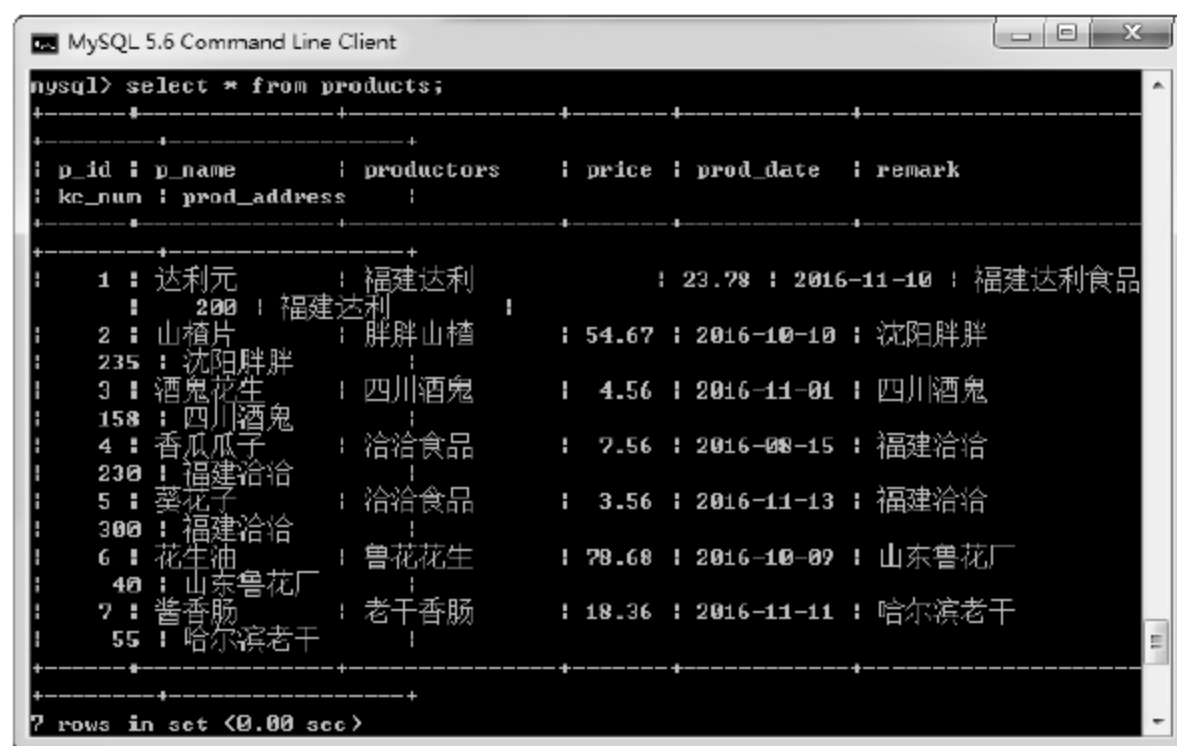 MySQL 5.6 Command Line Client
mysql> select * from products;
+------+---------------+----------------+-------+------------+--------------------
+--------+-----------------+
| p_id | p_name | productors | price | prod_date | remark
| kc_num | prod_address |
+------+---------------+----------------+-------+------------+--------------------
+--------+-----------------+
| 1 | 达利元 | 福建达利 | 23.78 | 2016-11-10 | 福建达利食品
| 200 | 福建达利 |
| 2 | 山楂片 | 胖胖山楂 | 54.67 | 2016-10-10 | 沈阳胖胖
| 235 | 沈阳胖胖 |
| 3 | 酒鬼花生 | 四川酒鬼 | 4.56 | 2016-11-01 | 四川酒鬼
| 158 | 四川酒鬼 |
| 4 | 香瓜瓜子 | 洽洽食品 | 7.56 | 2016-08-15 | 福建洽洽
| 230 | 福建洽洽 |
| 5 | 葵花子 | 洽洽食品 | 3.56 | 2016-11-13 | 福建洽洽
| 300 | 福建洽洽 |
| 6 | 花生油 | 鲁花花生 | 78.68 | 2016-10-09 | 山东鲁花厂
| 40 | 山东鲁花厂 |
| 7 | 酱香肠 | 老干香肠 | 18.36 | 2016-11-11 | 哈尔滨老干
| 55 | 哈尔滨老干 |
+------+---------------+----------------+-------+------------+--------------------
+--------+-----------------+
7 rows in set (0.00 sec)